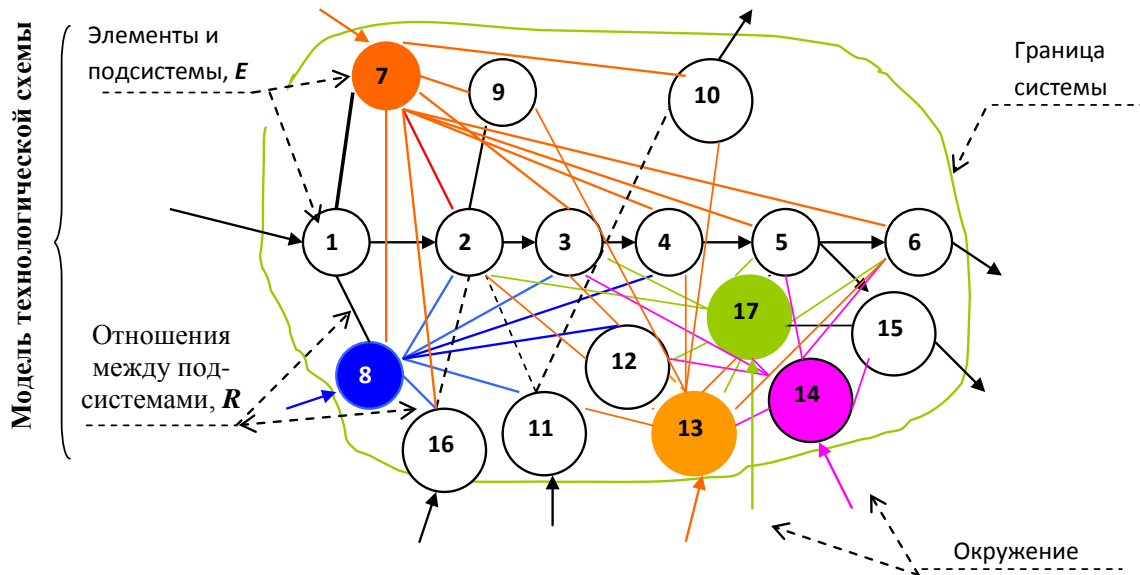 Модель технологической схемы
Элементы и
подсистемы, E
Граница
системы
7
9
10
1
2
3
4
5
6
17
15
Отношения
между под-
системами, R
8
12
14
16
11
13
Окружение